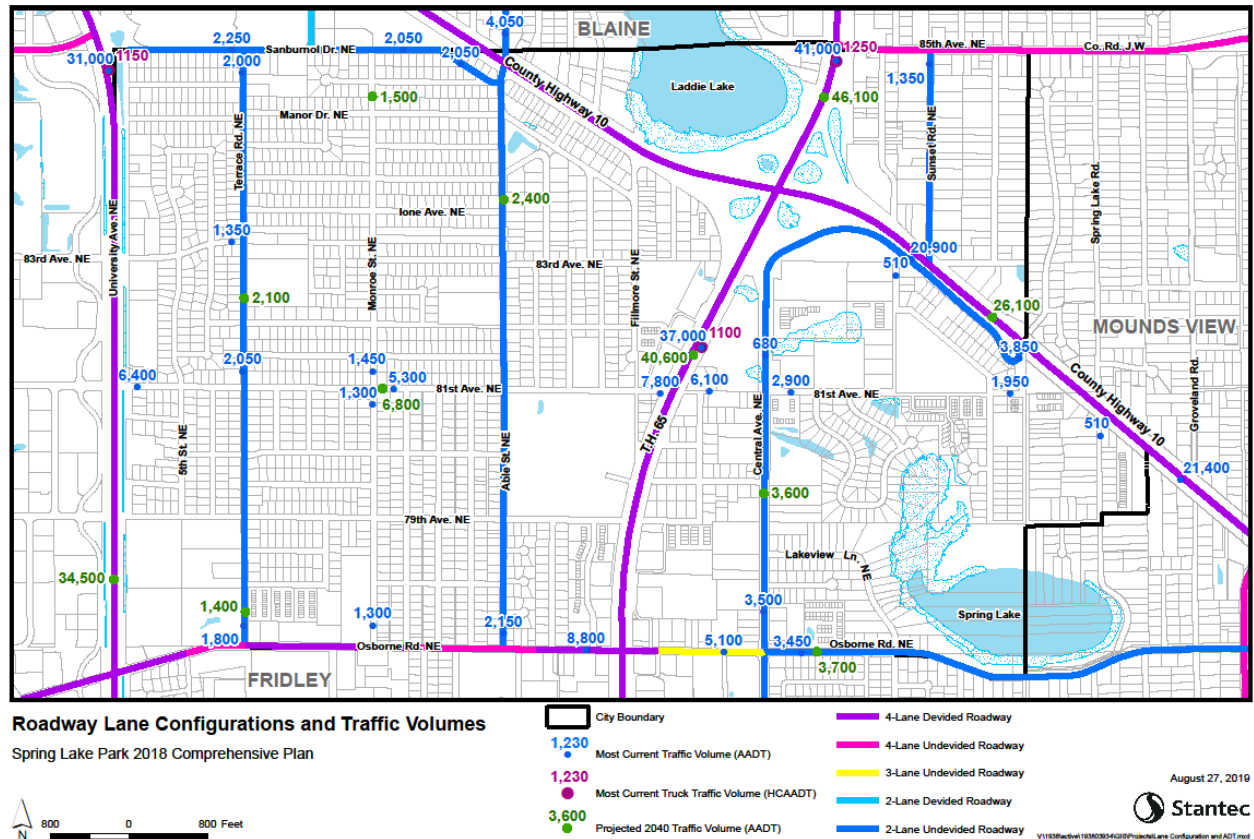 4,050
BLAINE
2,250
2,050
Sanburnol Dr. NE
2,050
41,000
1250
85th Ave. NE
Co. Rd. J W
31,000
1150
2,000
County Highway 10
1,350
Laddie Lake
46,100
1,500
Manor Dr. NE
Terrace Rd. NE
Sunset Rd. NE
Spring Lake Rd.
2,400
Ione Ave. NE
University Ave. NE
1,350
83rd Ave. NE
83rd Ave. NE
Monroe St. NE
Fillmore St. NE
20,900
510
2,100
26,100
MOUNDS VIEW
37,000
1100
680
3,850
40,600
2,050
1,450
6,400
5,300
81st Ave. NE
1,300
6,800
7,800
6,100
2,900
81st Ave. NE
1,950
County Highway 10
Groveland Rd.
510
T.H. 65
Central Ave. NE
5th St. NE
Able St. NE
21,400
3,600
79th Ave. NE
Lakeview Ln. NE
34,500
1,400
1,300
2,150
3,500
Spring Lake
1,800
Osborne Rd. NE
8,800
5,100
3,450
Osborne Rd. NE
3,700
FRIDLEY
Roadway Lane Configurations and Traffic Volumes
Spring Lake Park 2018 Comprehensive Plan
N
800 0 800 Feet
City Boundary
1,230
Most Current Traffic Volume (AADT)
1,230
Most Current Truck Traffic Volume (HCAADT)
3,600
Projected 2040 Traffic Volume (AADT)
4-Lane Devided Roadway
4-Lane Undevided Roadway
3-Lane Undevided Roadway
2-Lane Devided Roadway
2-Lane Undevided Roadway
August 27, 2019
Stantec